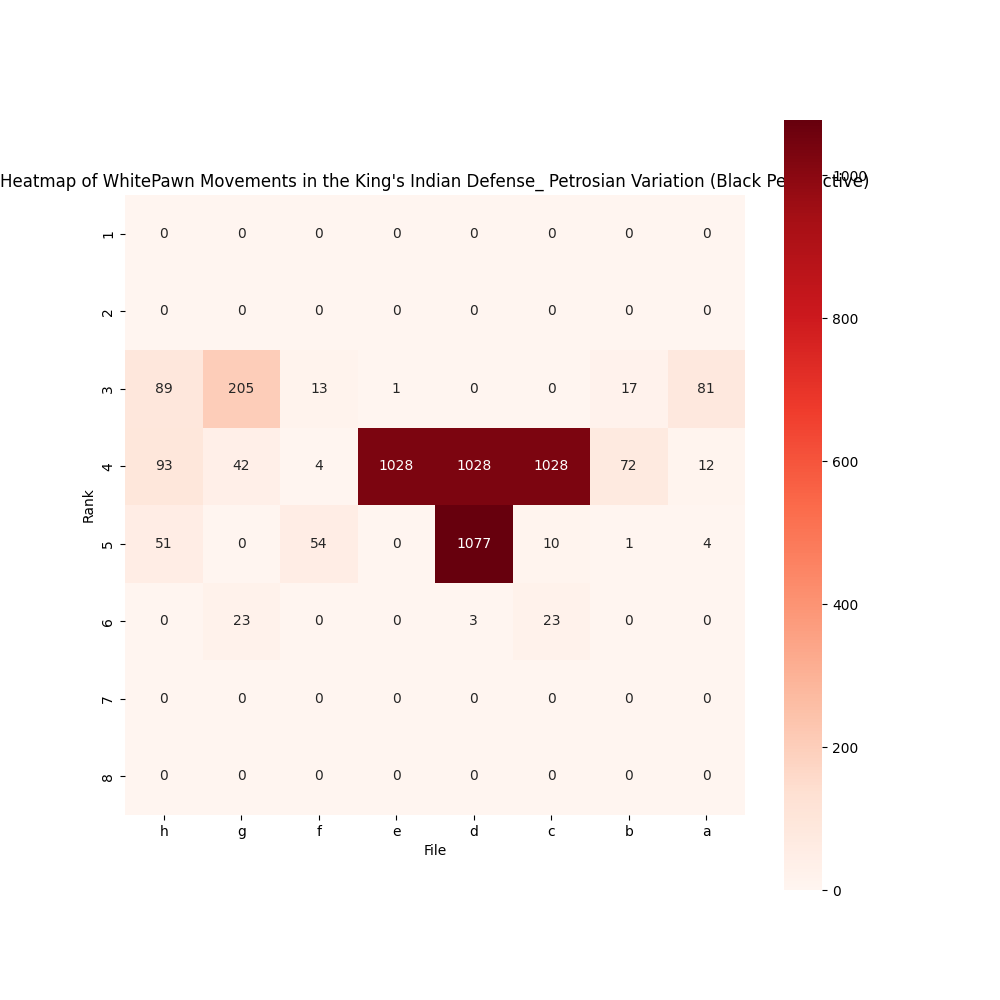 Heatmap of WhitePawn Movements in the King's Indian Defense_ Petrosian Variation (Black Perspective)
1000
1 0 0 0 0 0 0 0 0
800
2 0 0 0 0 0 0 0 0
3 89 205 13 1 0 0 17 81
600
4 93 42 4 1028 1028 1028 72 12
Rank
5 51 0 54 0 1077 10 1 4
400
6 0 23 0 0 3 23 0 0
7 0 0 0 0 0 0 0 0
200
8 0 0 0 0 0 0 0 0
h g f e d c b a
File
0